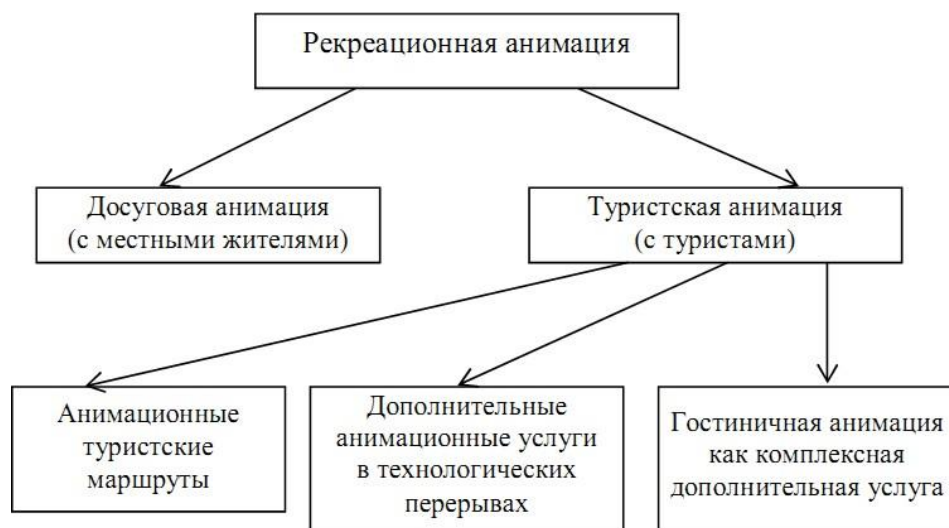 Рекреационная анимация
Досуговая анимация
(с местными жителями)
Туристская анимация
(с туристами)
Анимационные
туристские
маршруты
Дополнительные
анимационные услуги
в технологических
перерывах
Гостиничная анимация
как комплексная
дополнительная услуга